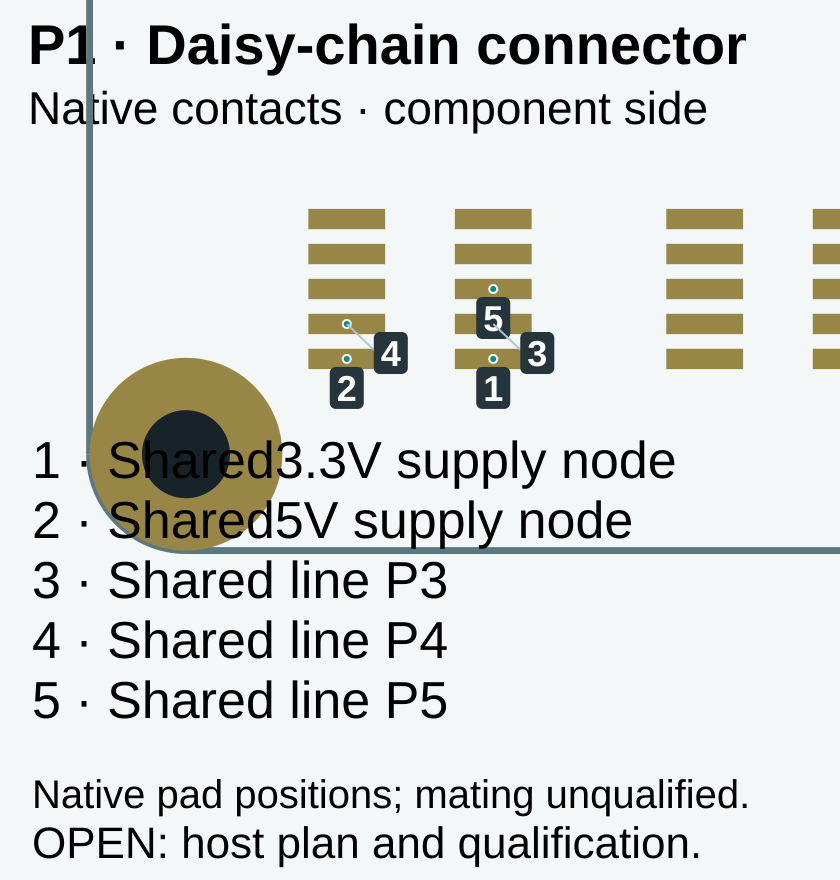 P1 · Daisy-chain connector
Native contacts · component side
5
4
3
2
1
1 · Shared3.3V supply node
2 · Shared5V supply node
3 · Shared line P3
4 · Shared line P4
5 · Shared line P5
Native pad positions; mating unqualified.
OPEN: host plan and qualification.